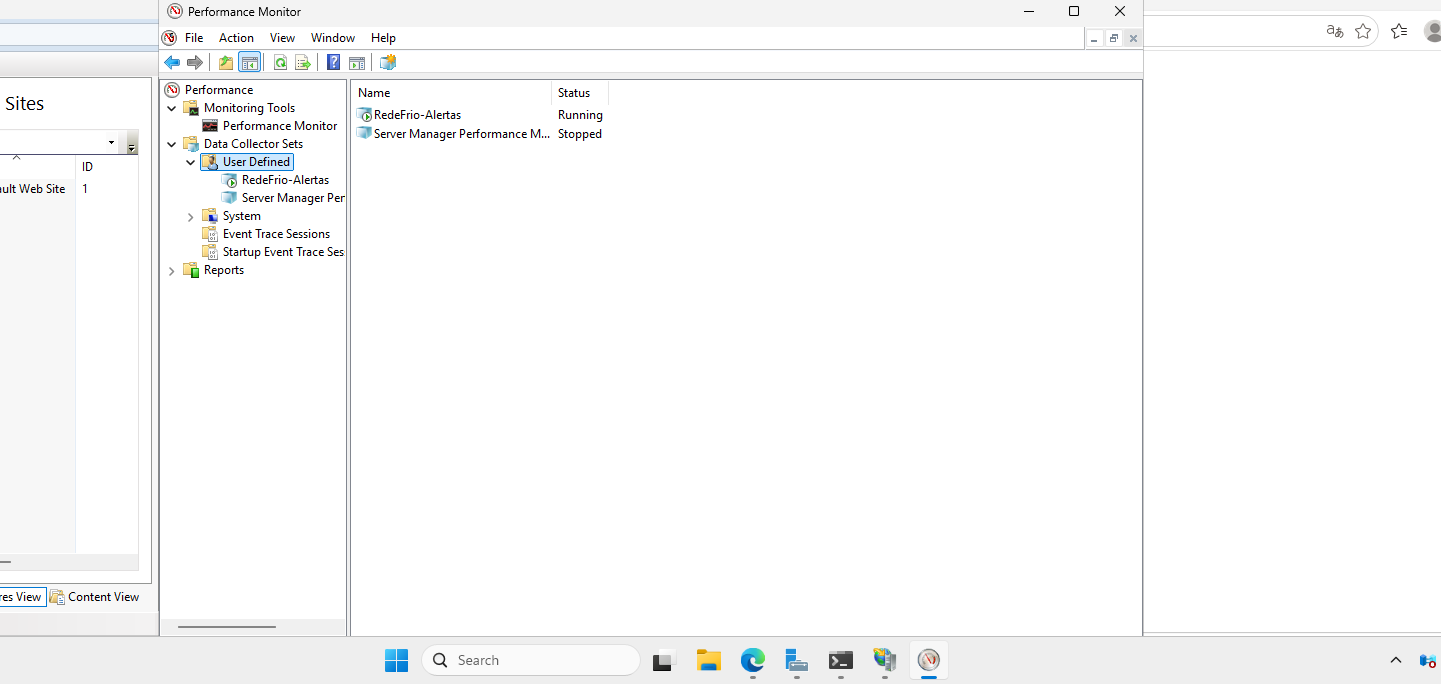 Performance Monitor
File Action View Window Help
Sites
ID
ult Web Site 1
res View Content View
Performance
Monitoring Tools
Performance Monitor
Data Collector Sets
User Defined
RedeFrio-Alertas
Server Manager Per
System
Event Trace Sessions
Startup Event Trace Ses
Reports
Name Status
RedeFrio-Alertas Running
Server Manager Performance M... Stopped
Search